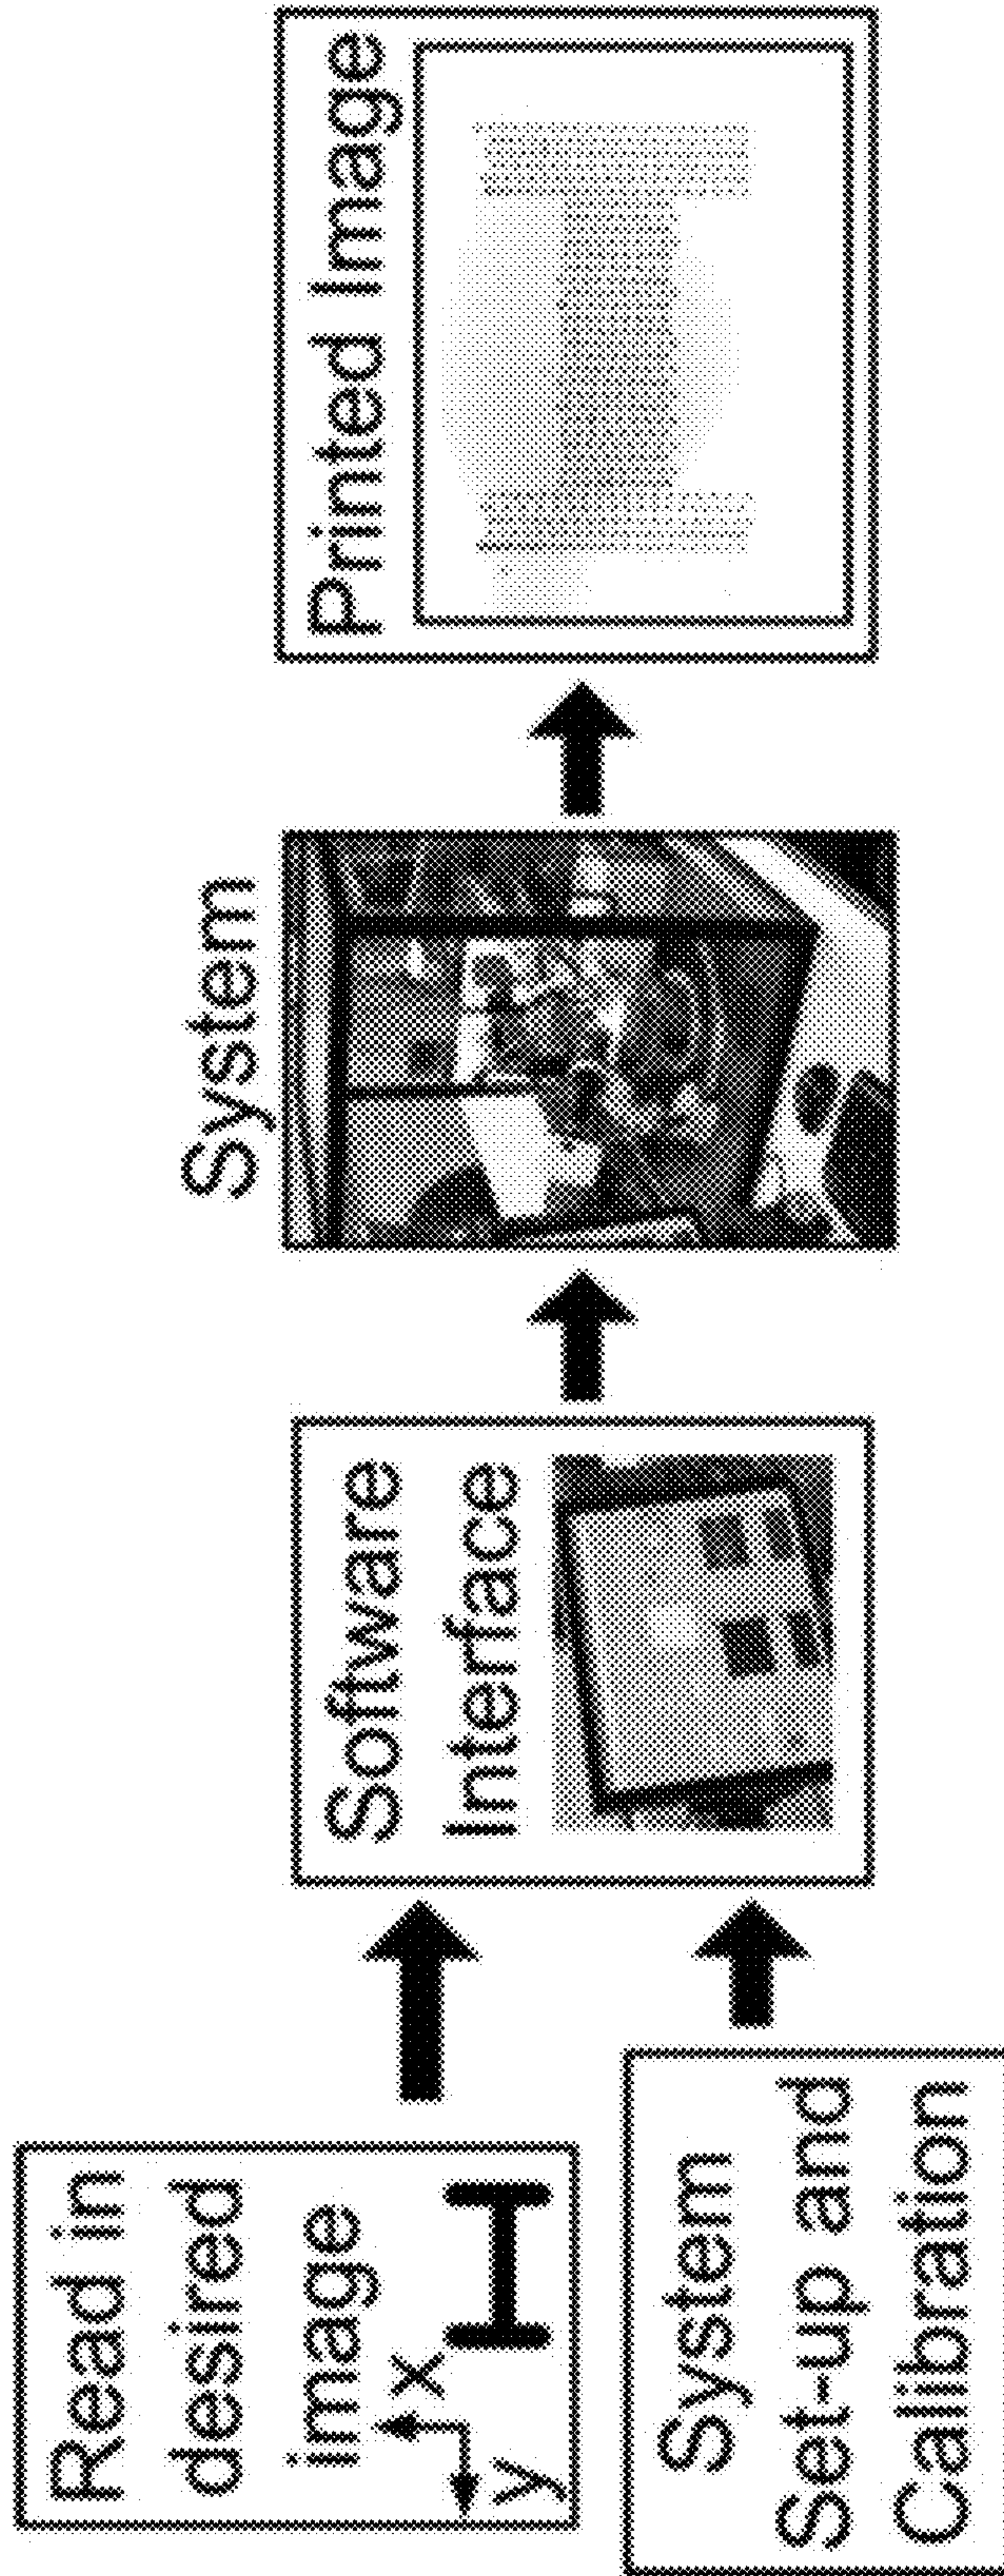 Read in
desired
image
x
y
System
Set-up and
Calibration
Software
Interface
System
Printed Image